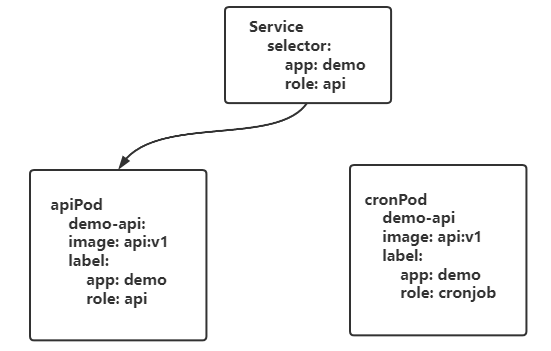 Service
selector:
app: demo
role: api
apiPod
demo-api:
image: api:v1
label:
app: demo
role: api
cronPod
demo-api
image: api:v1
label:
app: demo
role: cronjob